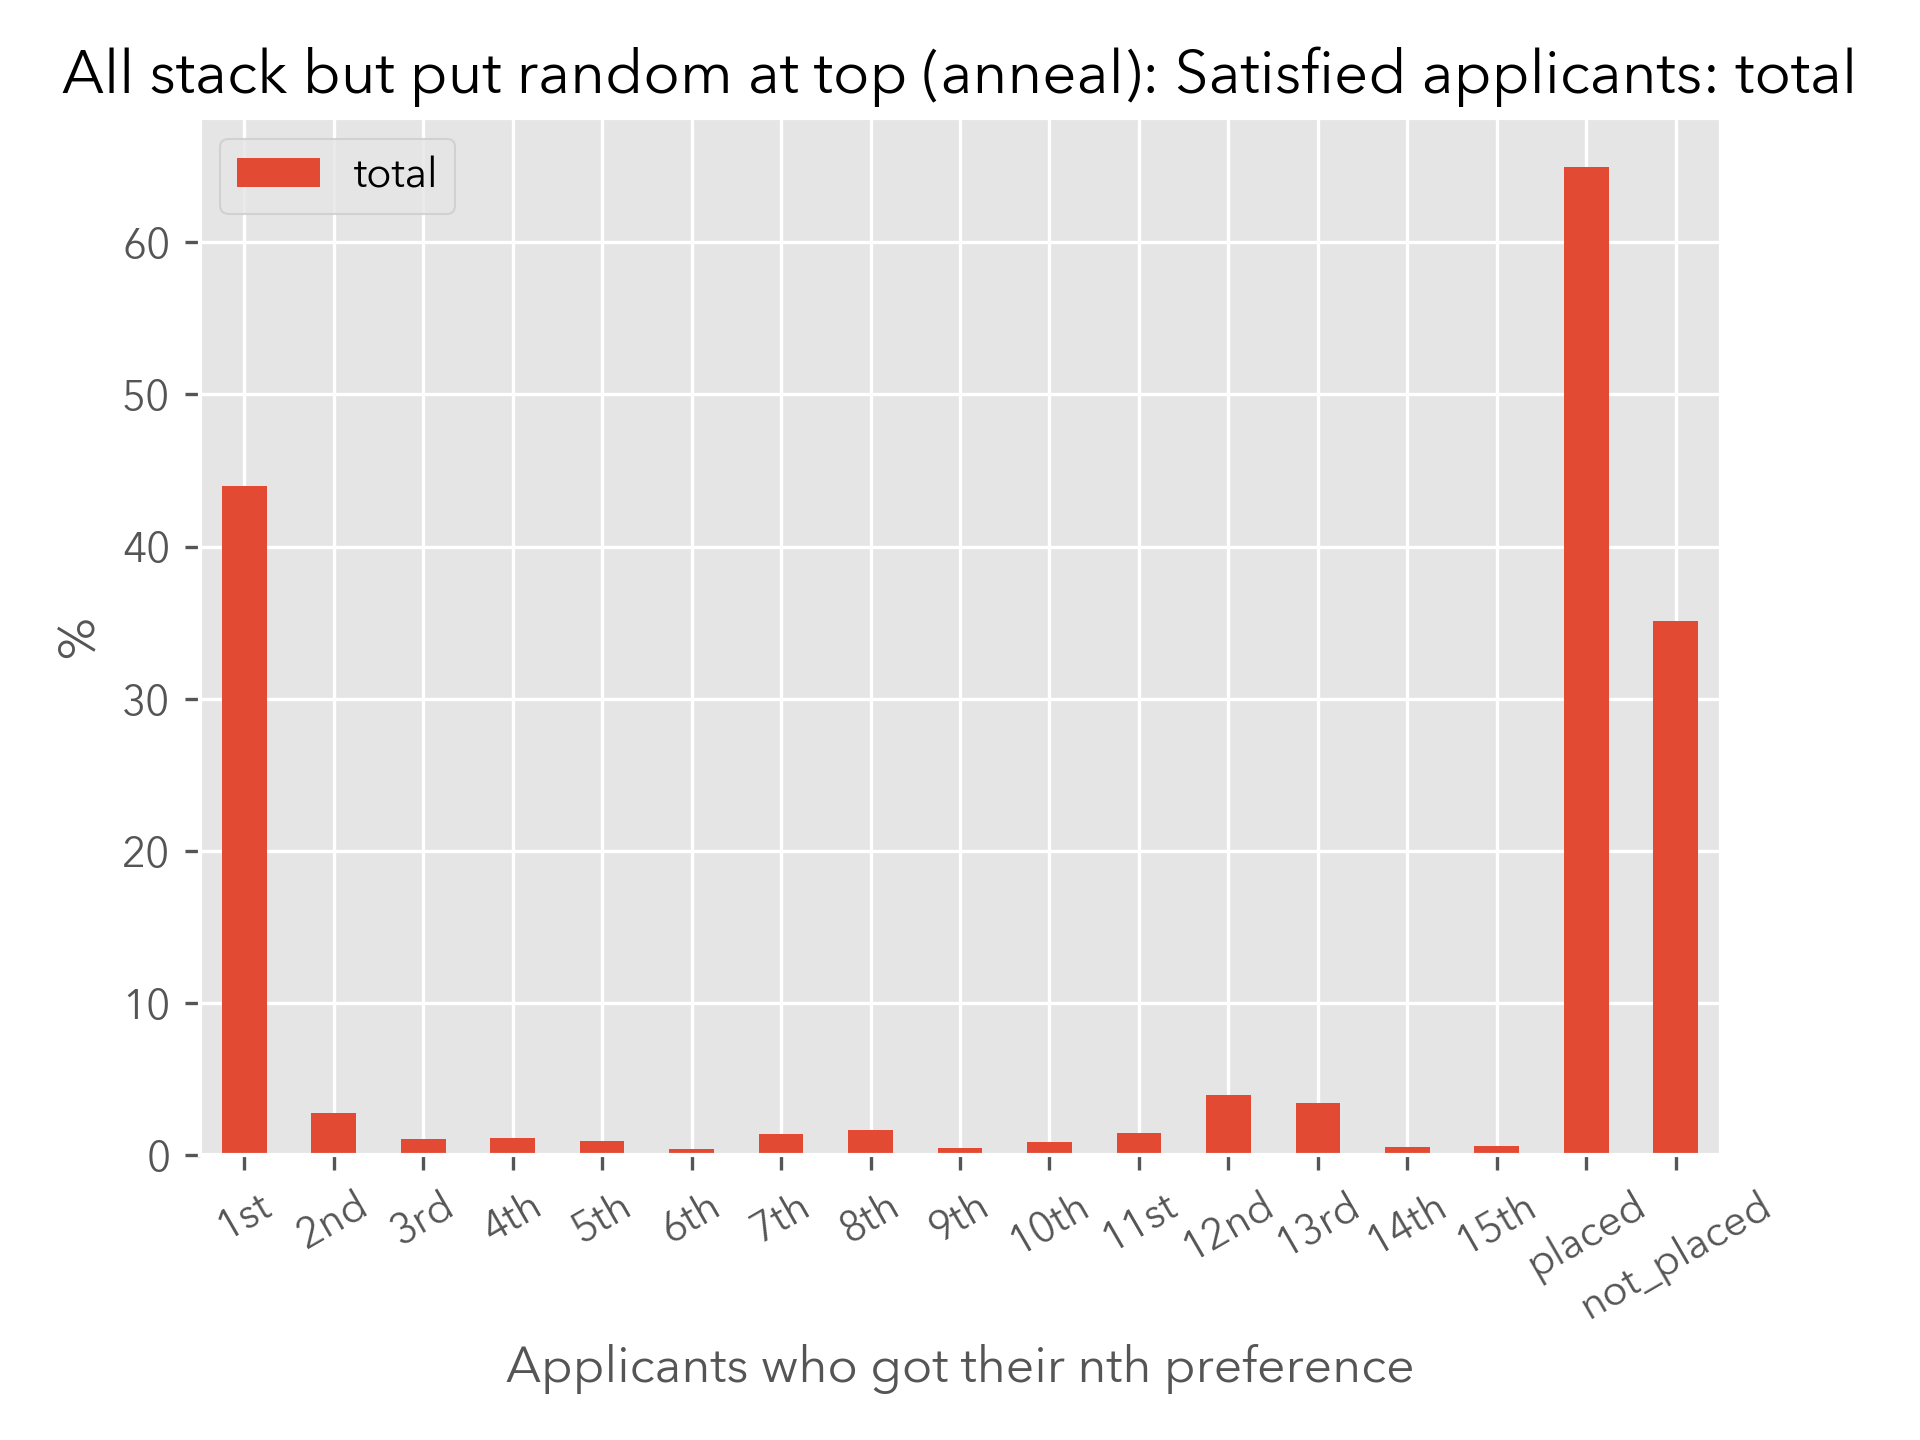 All stack but put random at top (anneal): Satisfied applicants: total
total
60
50
40
30
20
10
0
%
1st
2nd
3rd
4th
5th
6th
7th
8th
9th
10th
11st
12nd
13rd
14th
15th
placed
not_placed
Applicants who got their nth preference